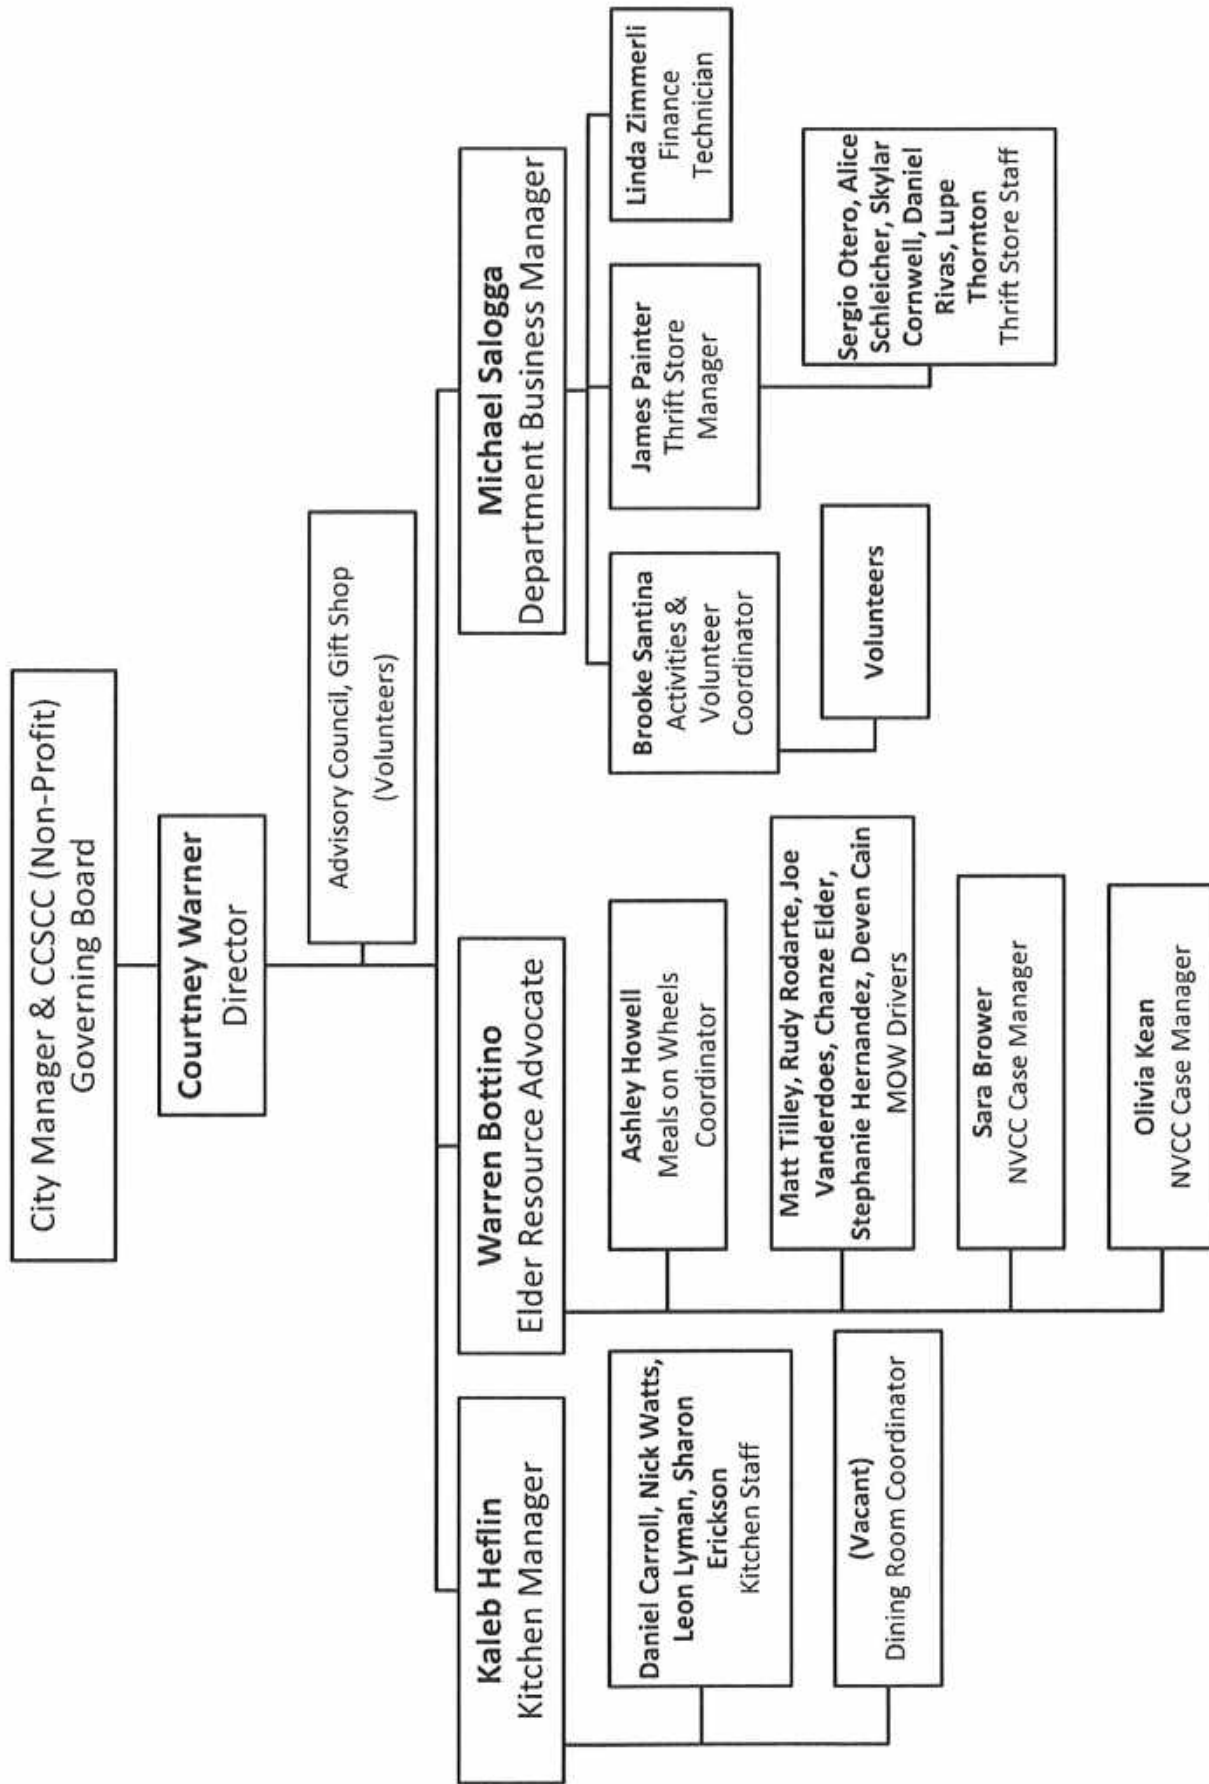 City Manager & CCSCC (Non-Profit)
Governing Board
Courtney Warner
Director
Advisory Council, Gift Shop
(Volunteers)
Kaleb Heflin
Kitchen Manager
Daniel Carroll, Nick Watts,
Leon Lyman, Sharon
Erickson
Kitchen Staff
(Vacant)
Dining Room Coordinator
Warren Bottino
Elder Resource Advocate
Ashley Howell
Meals on Wheels
Coordinator
Matt Tilley, Rudy Rodarte, Joe
Vanderdoes, Chanze Elder,
Stephanie Hernandez, Deven Cain
MOW Drivers
Sara Brower
NVCC Case Manager
Olivia Kean
NVCC Case Manager
Michael Salogga
Department Business Manager
Brooke Santina
Activities &
Volunteer
Coordinator
Volunteers
James Painter
Thrift Store
Manager
Sergio Otero, Alice
Schleicher, Skylar
Cornwell, Daniel
Rivas, Lupe
Thornton
Thrift Store Staff
Linda Zimmerli
Finance
Technician